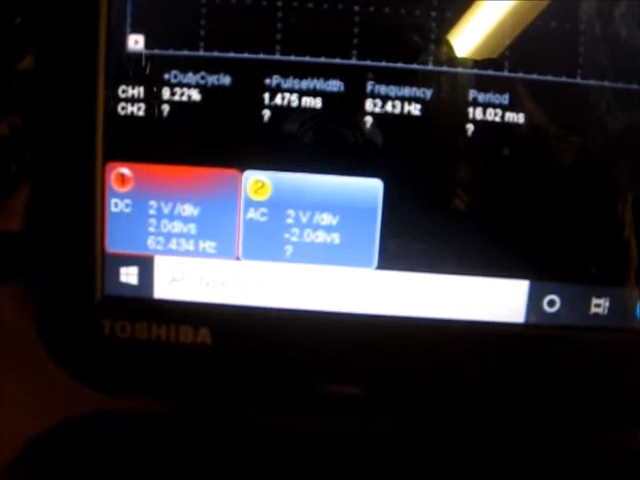 +DutyCycle +PulseWidth Frequency Period
CH1 9.22% 1.475 ms 62.43 Hz 16.02 ms
CH2 ? ? ? ?
1
DC 2 V/div
2.0divs
62.434 Hz
2
AC 2 V/div
-2.0divs
?
TOSHIBA